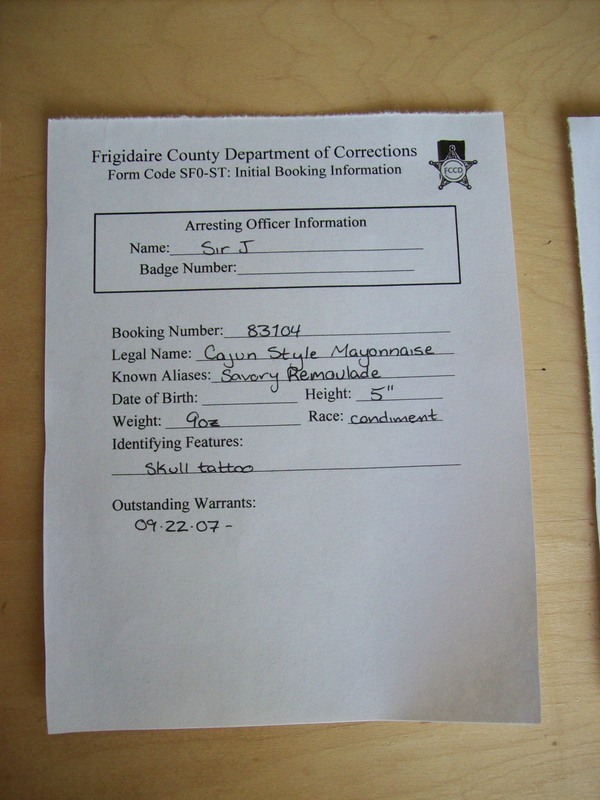 Frigidaire County Department of Corrections
Form Code SF0-ST: Initial Booking Information
FCCD
Arresting Officer Information
Name: Sir J
Badge Number:
Booking Number: 83104
Legal Name: Cajun Style Mayonnaise
Known Aliases: Savory Remoulade
Date of Birth: Height: 5"
Weight: 9oz Race: condiment
Identifying Features:
Skull tattoo
Outstanding Warrants:
09.22.07 -